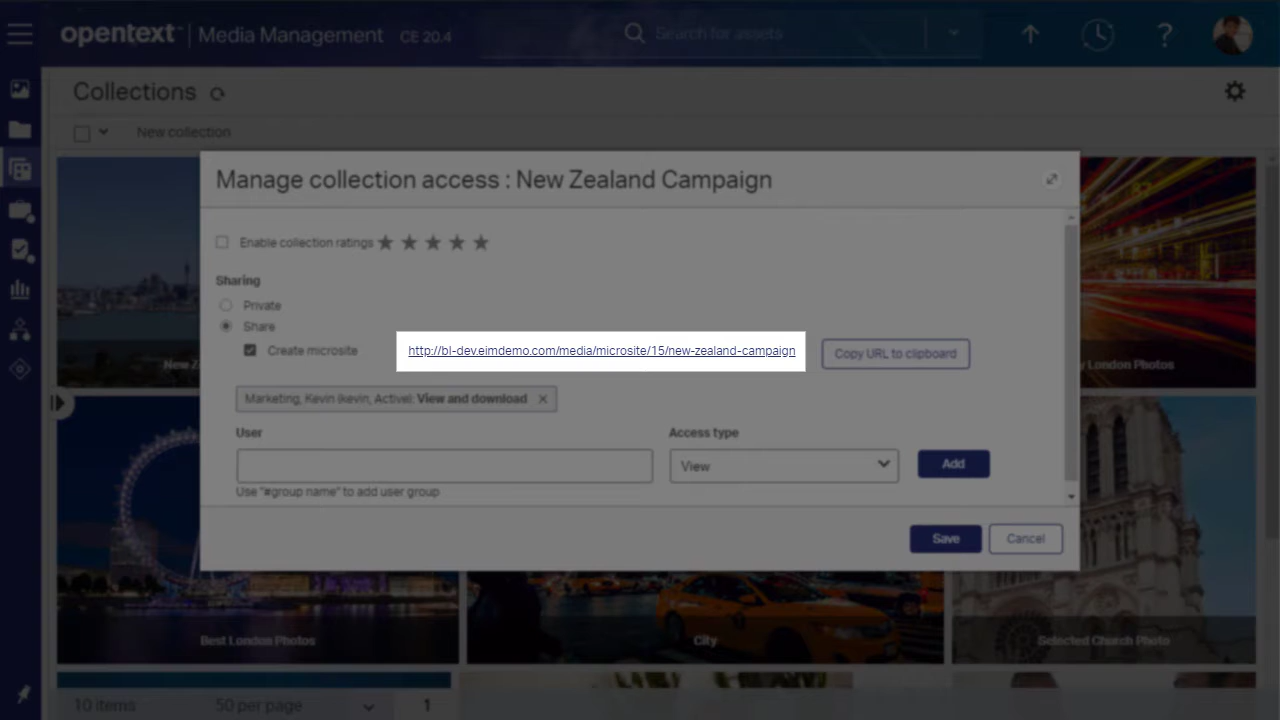 opentext™ | Media Management CE 20.4
Search for assets
Collections
New collection
Manage collection access : New Zealand Campaign
Enable collection ratings
Sharing
Private
Share
Create microsite
http://bl-dev.eimdemo.com/media/microsite/15/new-zealand-campaign
Copy URL to clipboard
Marketing, Kevin (kevin, Active): View and download
User
Access type
View
Add
Use "#group name" to add user group
Save
Cancel
New Z
London Photos
Best London Photos
City
Selected Church Photo
10 items
50 per page
1